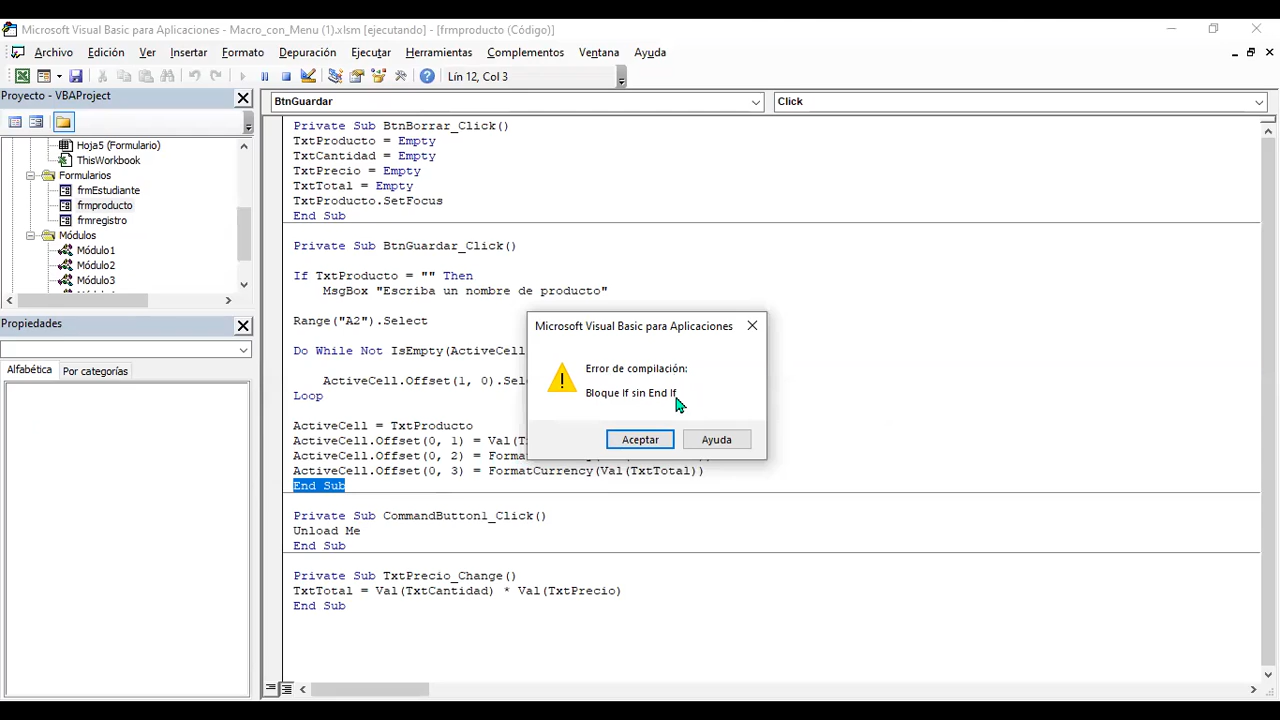 Microsoft Visual Basic para Aplicaciones - Macro_con_Menu (1).xlsm [ejecutando] - [frmproducto (Código)]
Archivo Edición Ver Insertar Formato Depuración Ejecutar Herramientas Complementos Ventana Ayuda
Lín 12, Col 3
Proyecto - VBAProject
Hoja5 (Formulario)
ThisWorkbook
Formularios
frmEstudiante
frmproducto
frmregistro
Módulos
Módulo1
Módulo2
Módulo3
Propiedades
Alfabética Por categorías
BtnGuardar Click
Private Sub BtnBorrar_Click()
TxtProducto = Empty
TxtCantidad = Empty
TxtPrecio = Empty
TxtTotal = Empty
TxtProducto.SetFocus
End Sub
Private Sub BtnGuardar_Click()
If TxtProducto = "" Then
MsgBox "Escriba un nombre de producto"
Range("A2").Select
Do While Not IsEmpty(ActiveCell
ActiveCell.Offset(1, 0).Sel
Loop
ActiveCell = TxtProducto
ActiveCell.Offset(0, 1) = Val(T
ActiveCell.Offset(0, 2) = Format
ActiveCell.Offset(0, 3) = FormatCurrency(Val(TxtTotal))
End Sub
Private Sub CommandButton1_Click()
Unload Me
End Sub
Private Sub TxtPrecio_Change()
TxtTotal = Val(TxtCantidad) * Val(TxtPrecio)
End Sub
Microsoft Visual Basic para Aplicaciones
Error de compilación:
Bloque If sin End If
Aceptar Ayuda